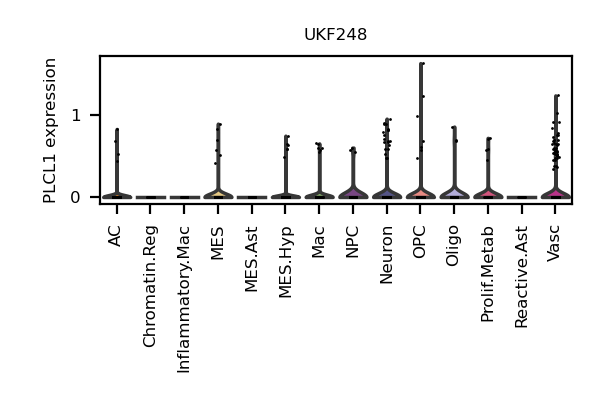 UKF248
PLCL1 expression
1
0
AC
Chromatin.Reg
Inflammatory.Mac
MES
MES.Ast
MES.Hyp
Mac
NPC
Neuron
OPC
Oligo
Prolif.Metab
Reactive.Ast
Vasc